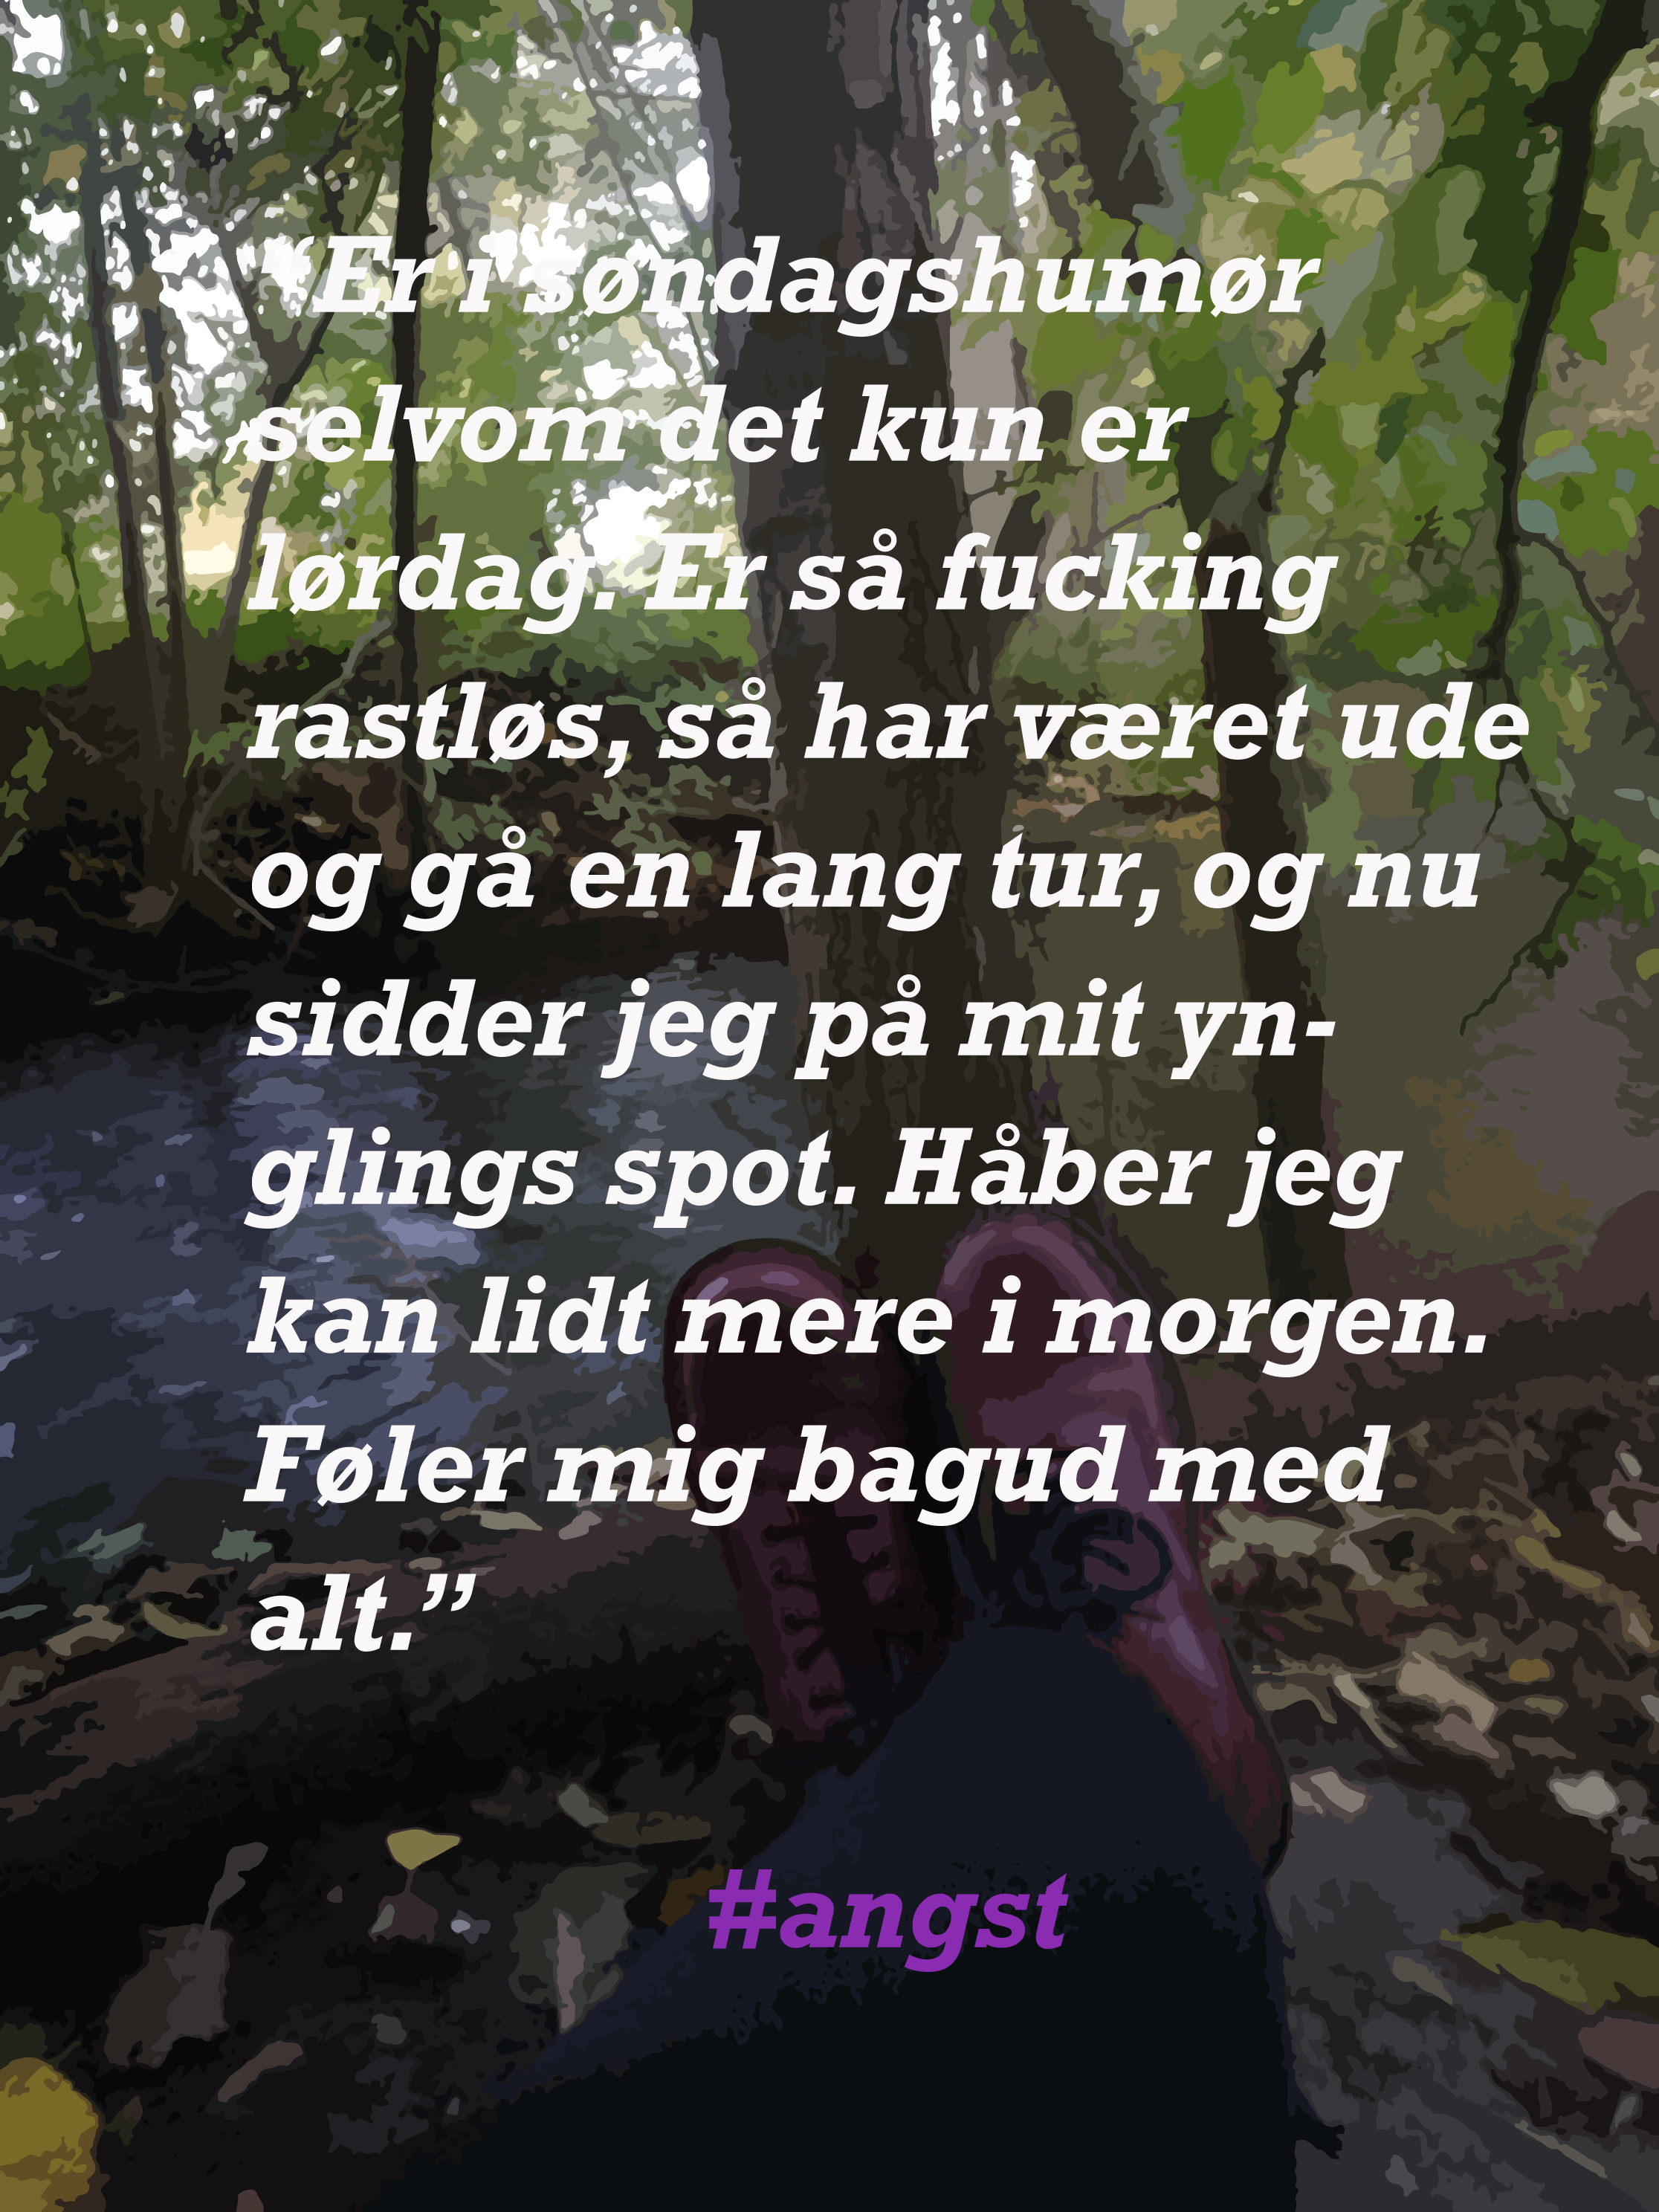 “Er i søndagshumør
selvom det kun er
lørdag. Er så fucking
rastløs, så har været ude
og gå en lang tur, og nu
sidder jeg på mit yn-
glings spot. Håber jeg
kan lidt mere i morgen.
Føler mig bagud med
alt.”
#angst